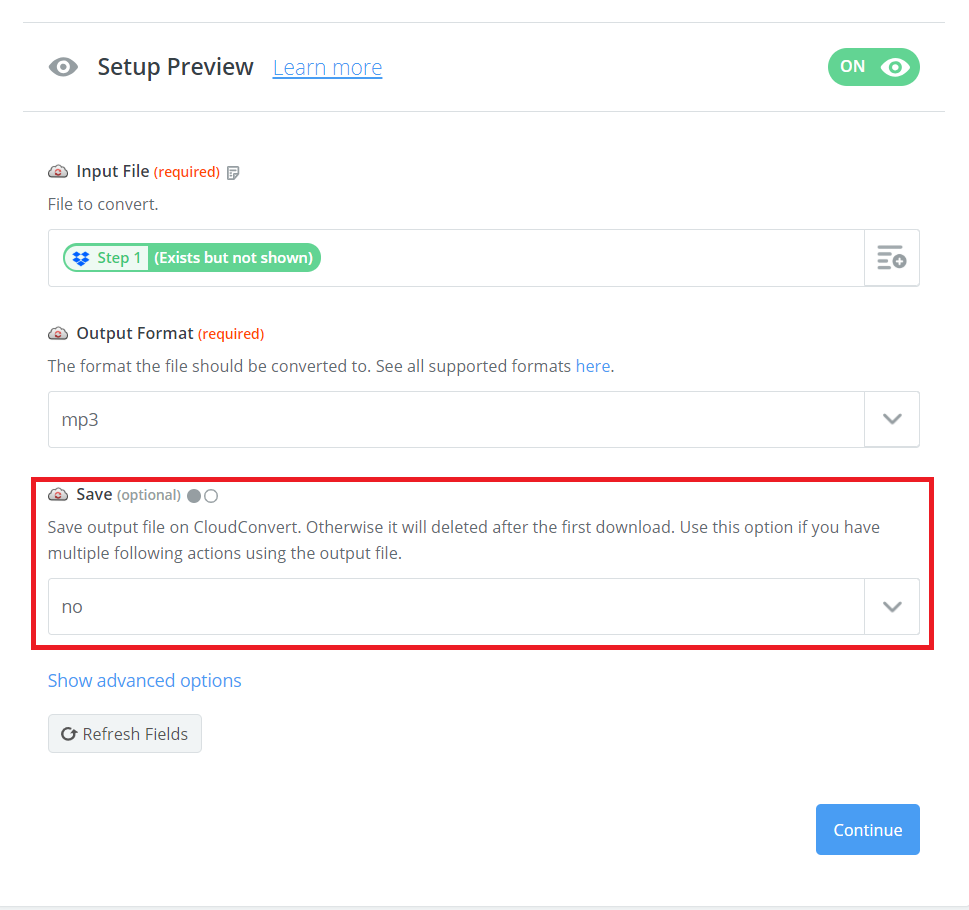 Setup Preview Learn more ON
Input File (required)
File to convert.
Step 1 (Exists but not shown)
Output Format (required)
The format the file should be converted to. See all supported formats here.
mp3
Save (optional)
Save output file on CloudConvert. Otherwise it will deleted after the first download. Use this option if you have
multiple following actions using the output file.
no
Show advanced options
Refresh Fields
Continue